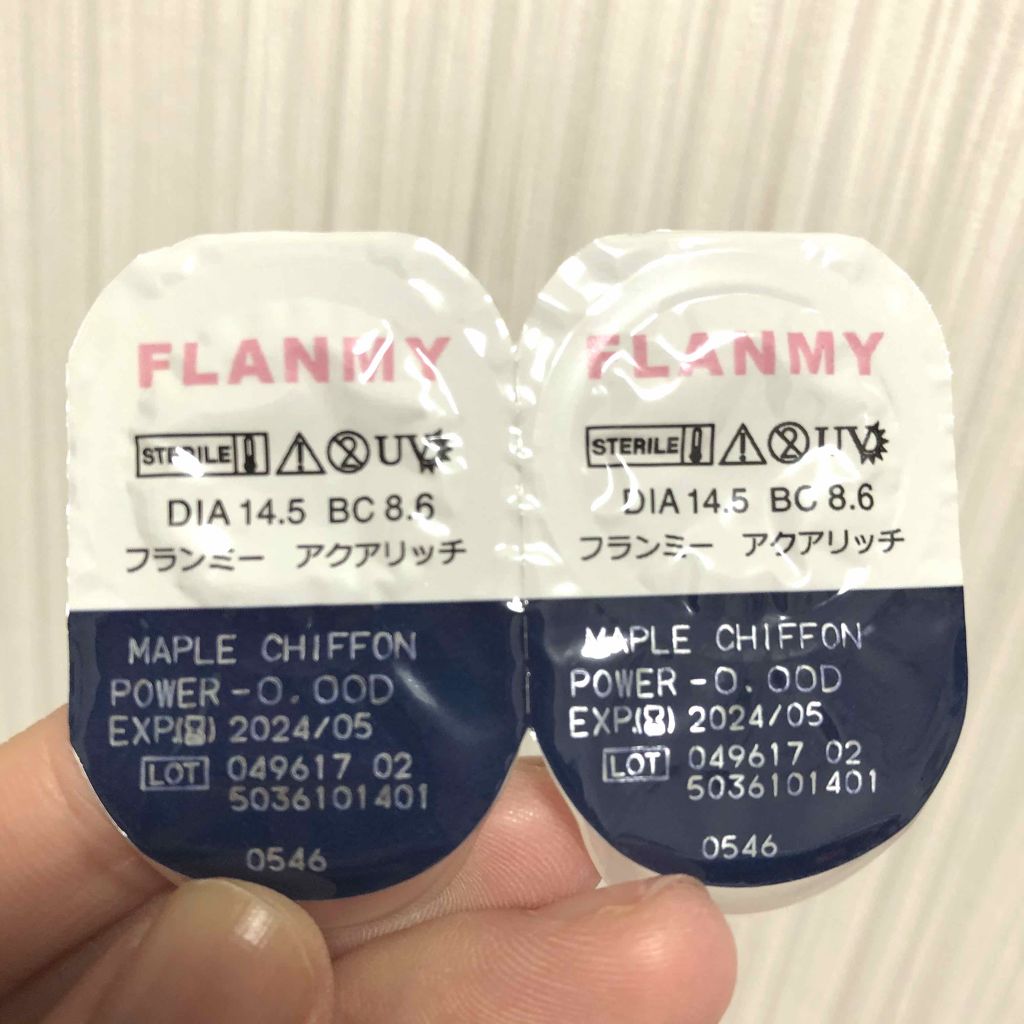 FLANMY
STERILE UV
DIA 14.5 BC 8.6
フランミー アクアリッチ
MAPLE CHIFFON
POWER -0.00D
EXP.(⌛) 2024/05
LOT 049617 02
5036101401
0546
FLANMY
STERILE UV
DIA 14.5 BC 8.6
フランミー アクアリッチ
MAPLE CHIFFON
POWER -0.00D
EXP.(⌛) 2024/05
LOT 049617 02
5036101401
0546